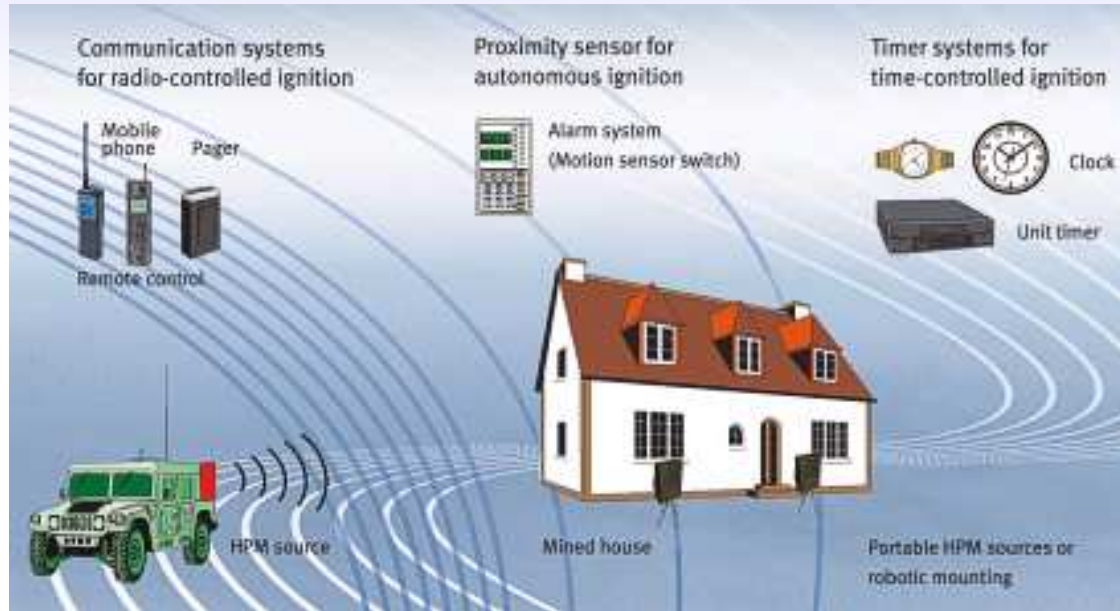 Communication systems
for radio-controlled ignition
Mobile
phone
Pager
Remote control
Proximity sensor for
autonomous ignition
Alarm system
(Motion sensor switch)
Timer systems for
time-controlled ignition
Clock
Unit timer
HPM source
Mined house
Portable HPM sources or
robotic mounting